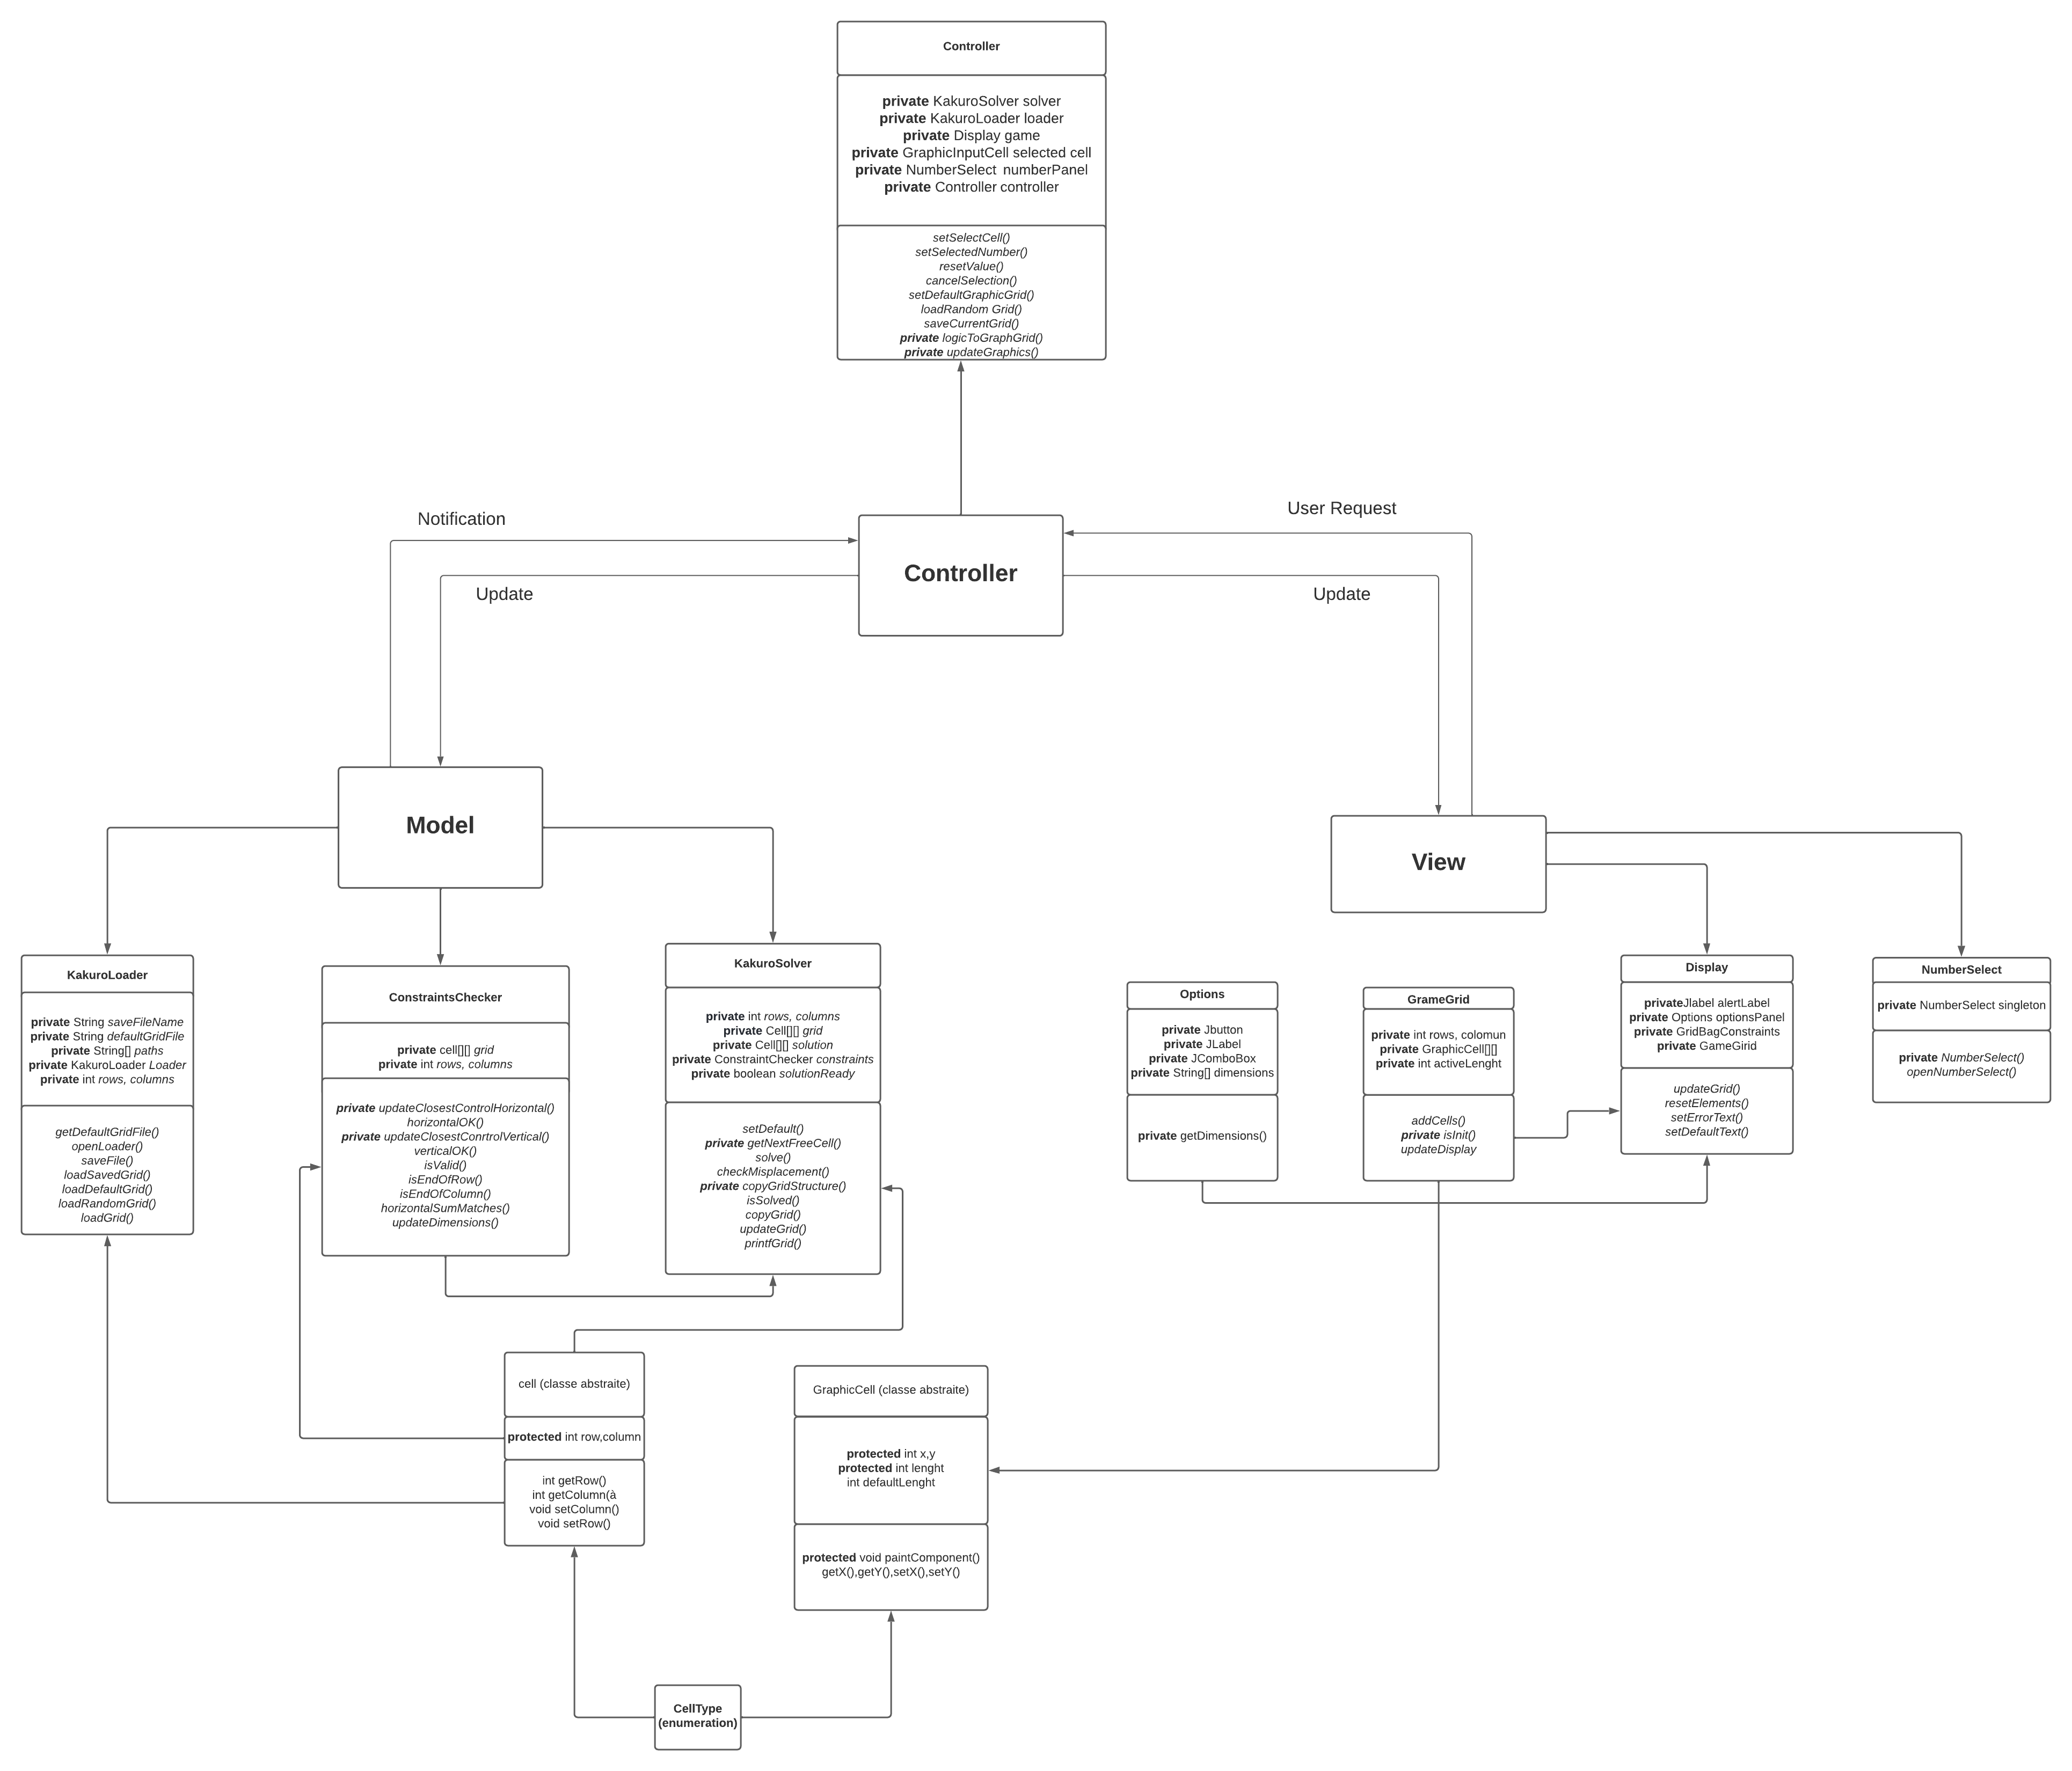 Controller
private KakuroSolver solver
private KakuroLoader loader
private Display game
private GraphicInputCell selected cell
private NumberSelect numberPanel
private Controller controller
setSelectCell()
setSelectedNumber()
resetValue()
cancelSelection()
setDefaultGraphicGrid()
loadRandom Grid()
saveCurrentGrid()
private logicToGraphGrid()
private updateGraphics()
Notification
User Request
Controller
Update
Update
Model
View
KakuroLoader
private String saveFileName
private String defaultGridFile
private String[] paths
private KakuroLoader Loader
private int rows, columns
getDefaultGridFile()
openLoader()
saveFile()
loadSavedGrid()
loadDefaultGrid()
loadRandomGrid()
loadGrid()
ConstraintsChecker
private cell[][] grid
private int rows, columns
private updateClosestControlHorizontal()
horizontalOK()
private updateClosestConrtrolVertical()
verticalOK()
isValid()
isEndOfRow()
isEndOfColumn()
horizontalSumMatches()
updateDimensions()
KakuroSolver
private int rows, columns
private Cell[][] grid
private Cell[][] solution
private ConstraintChecker constraints
private boolean solutionReady
setDefault()
private getNextFreeCell()
solve()
checkMisplacement()
private copyGridStructure()
isSolved()
copyGrid()
updateGrid()
printfGrid()
Options
private Jbutton
private JLabel
private JComboBox
private String[] dimensions
private getDimensions()
GrameGrid
private int rows, colomun
private GraphicCell[][]
private int activeLenght
addCells()
private isInit()
updateDisplay
Display
privateJlabel alertLabel
private Options optionsPanel
private GridBagConstraints
private GameGirid
updateGrid()
resetElements()
setErrorText()
setDefaultText()
NumberSelect
private NumberSelect singleton
private NumberSelect()
openNumberSelect()
cell (classe abstraite)
protected int row,column
int getRow()
int getColumn(à
void setColumn()
void setRow()
GraphicCell (classe abstraite)
protected int x,y
protected int lenght
int defaultLenght
protected void paintComponent()
getX(),getY(),setX(),setY()
CellType
(enumeration)